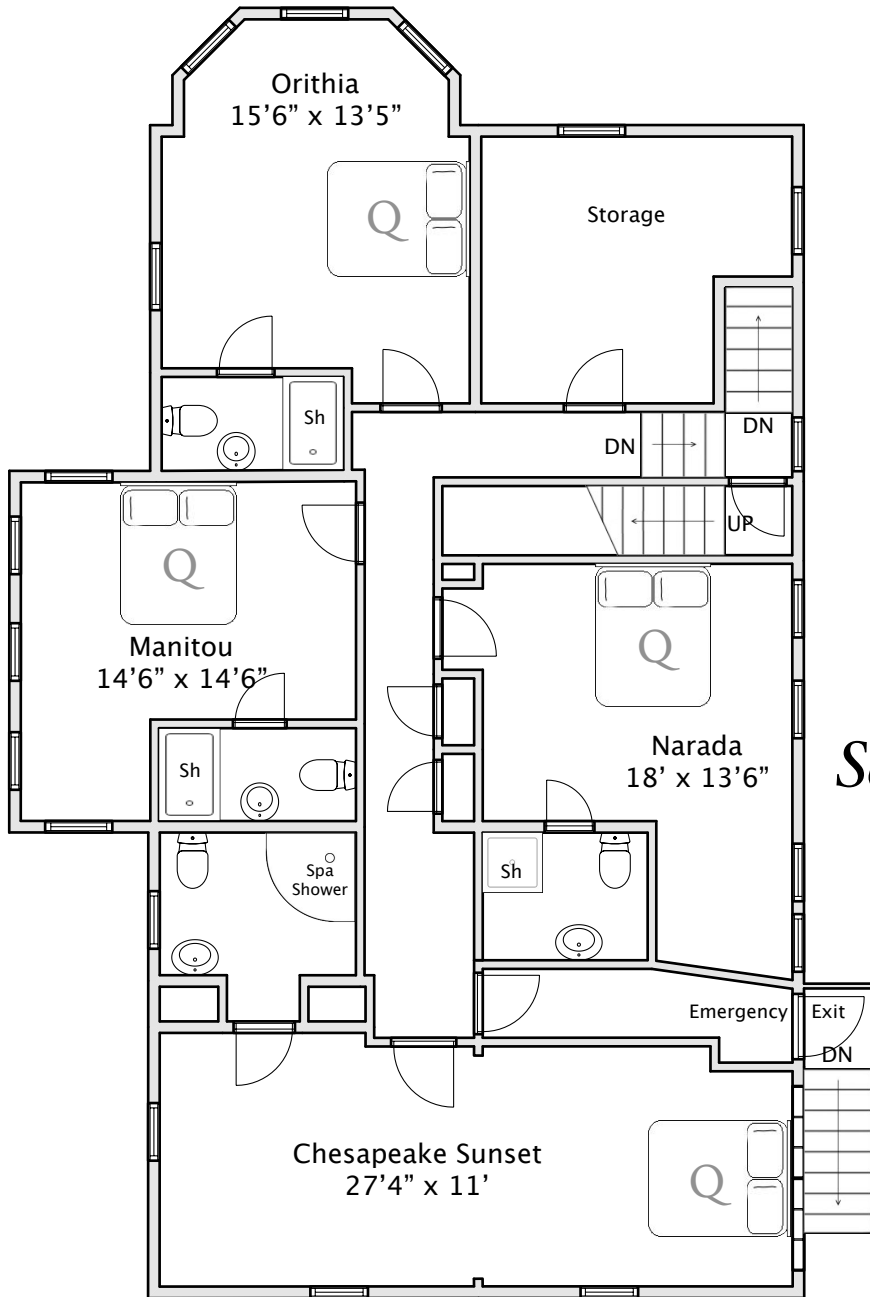 Orithia
15’6” x 13’5”
Q
Storage
Sh
DN
DN
UP
Q
Manitou
14’6” x 14’6”
Q
Narada
18’ x 13’6”
Sh
Spa
Shower
Sh
Emergency
Exit
DN
Chesapeake Sunset
27’4” x 11’
Q